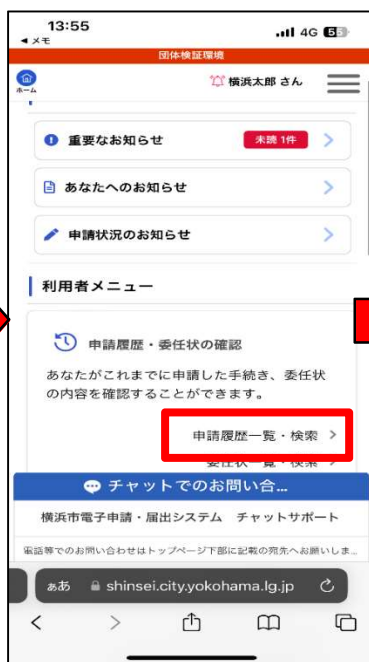 13:55
4G 55
◀ メモ
団体検証環境
ホーム
横浜太郎 さん
重要なお知らせ 未読 1件
あなたへのお知らせ
申請状況のお知らせ
利用者メニュー
申請履歴・委任状の確認
あなたがこれまでに申請した手続き、委任状
の内容を確認することができます。
申請履歴一覧・検索
委任状一覧・検索
チャットでのお問い合...
横浜市電子申請・届出システム チャットサポート
電話等でのお問い合わせはトップページ下部に記載の宛先へお願いしま...
ああ shinsei.city.yokohama.lg.jp